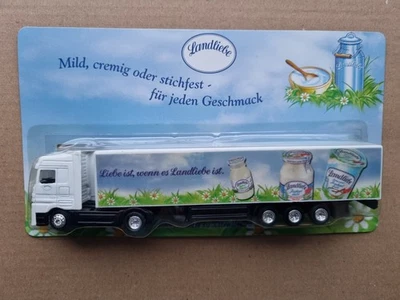 Landliebe
Mild, cremig oder stichfest -
für jeden Geschmack
Liebe ist, wenn es Landliebe ist.
Landliebe
Landliebe